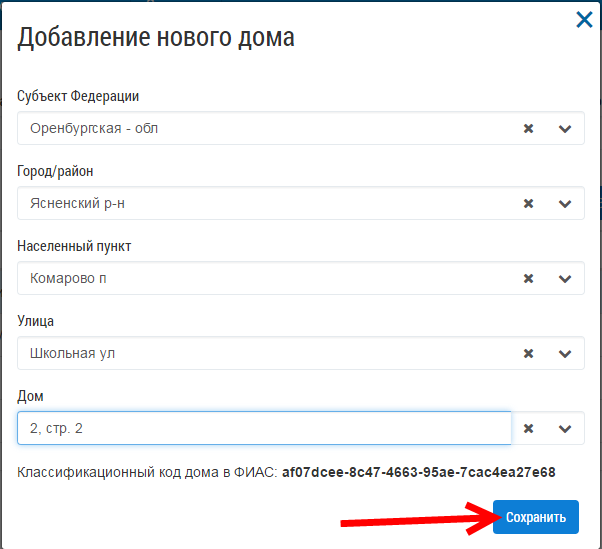 Добавление нового дома
Субъект Федерации
Оренбургская - обл
Город/район
Ясненский р-н
Населенный пункт
Комарово п
Улица
Школьная ул
Дом
2, стр. 2
Классификационный код дома в ФИАС: af07dcee-8c47-4663-95ae-7cac4ea27e68
Сохранить